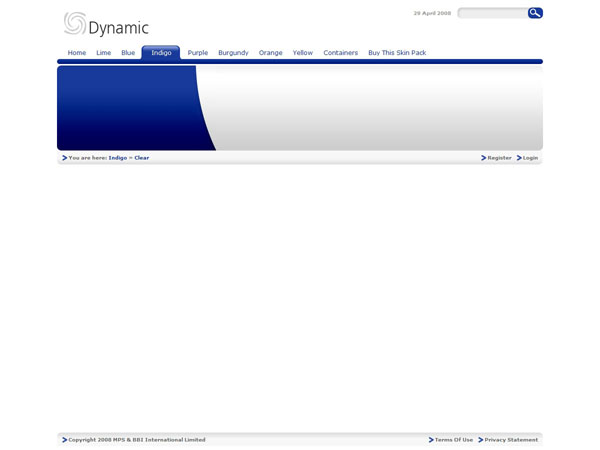 29 April 2008
Dynamic
Home Lime Blue Indigo Purple Burgundy Orange Yellow Containers Buy This Skin Pack
You are here: Indigo > Clear Register Login
Copyright 2008 MPS & BBI International Limited Terms Of Use Privacy Statement